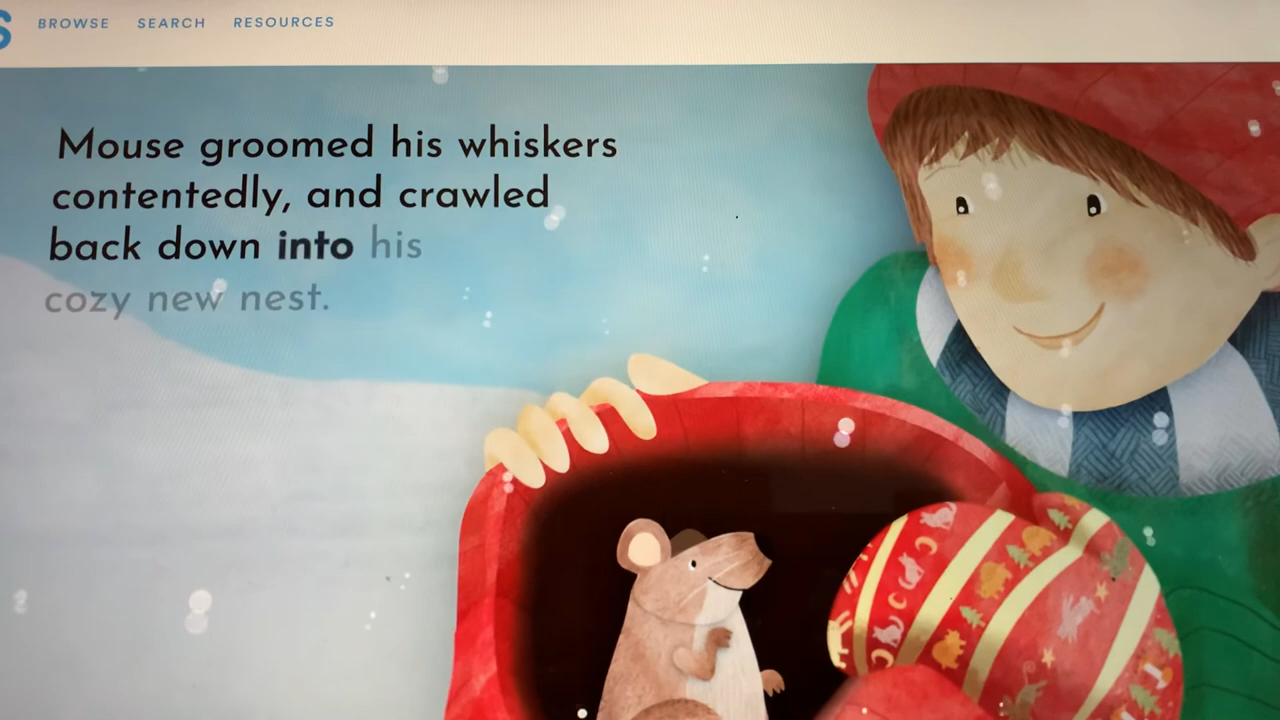 S BROWSE SEARCH RESOURCES
Mouse groomed his whiskers
contentedly, and crawled
back down into his
cozy new nest.